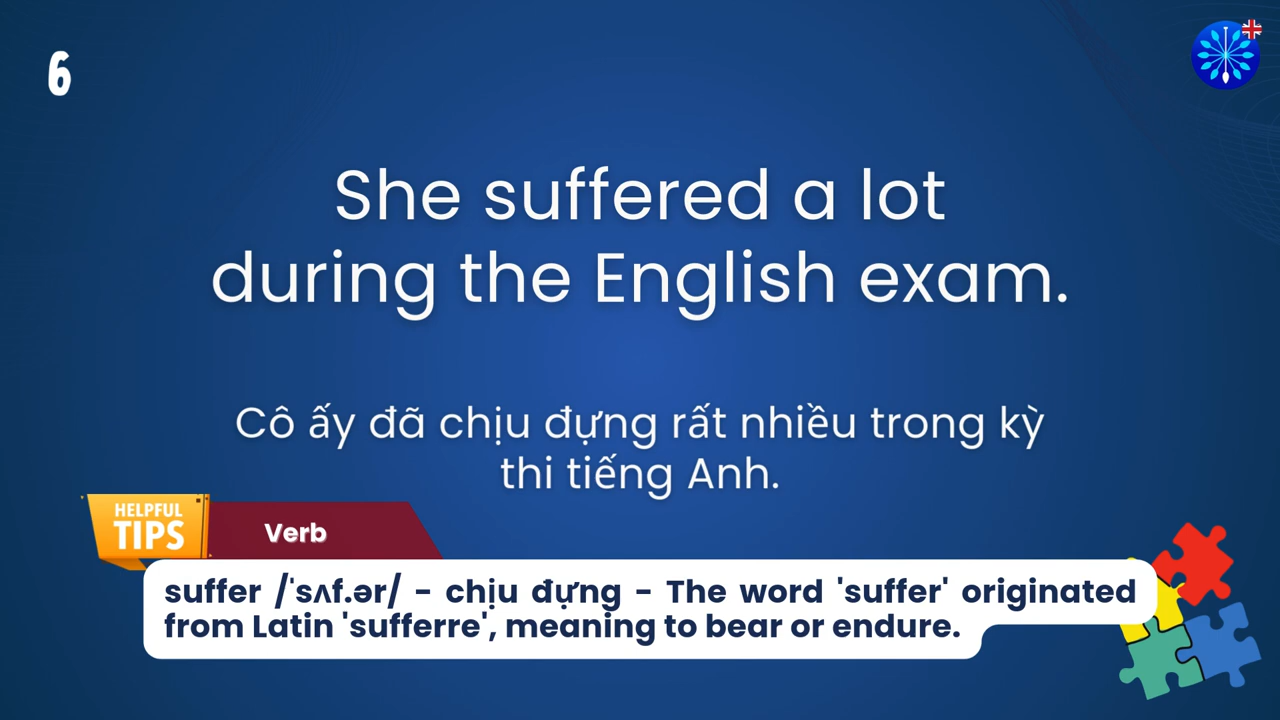 6
She suffered a lot
during the English exam.
Cô ấy đã chịu đựng rất nhiều trong kỳ
thi tiếng Anh.
HELPFUL
TIPS
Verb
suffer /ˈsʌf.ər/ - chịu đựng - The word 'suffer' originated
from Latin 'sufferre', meaning to bear or endure.